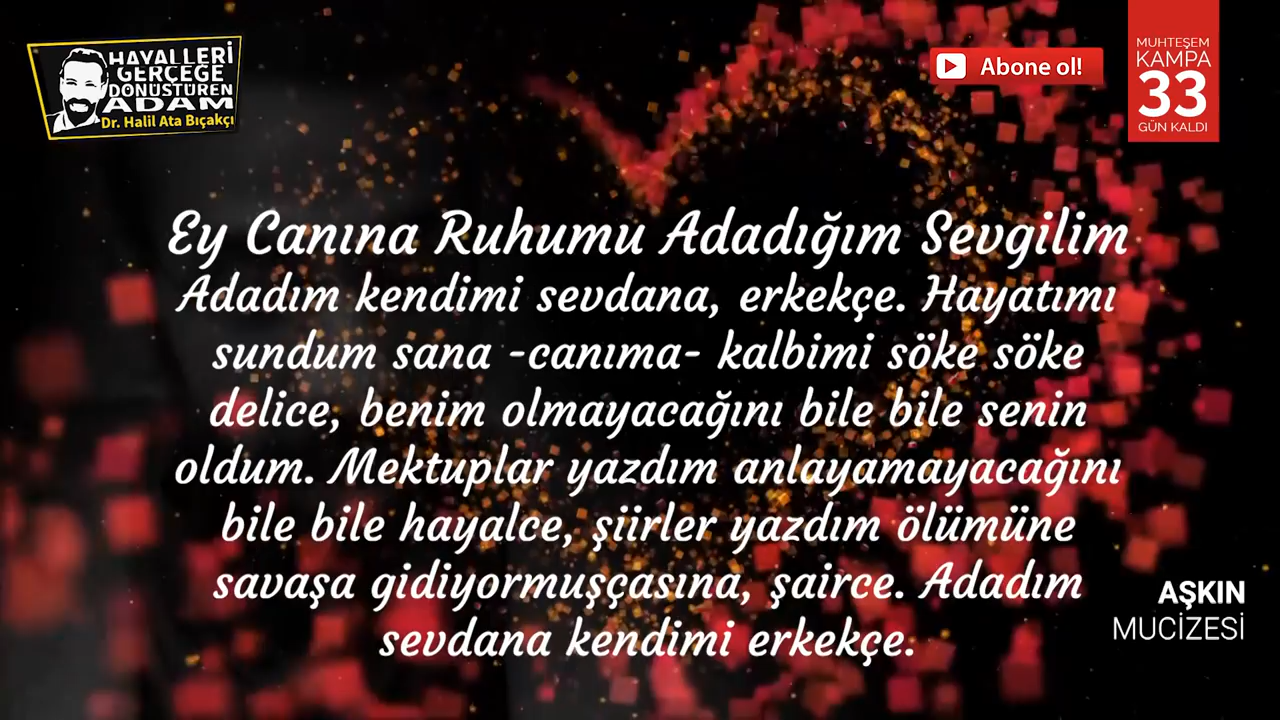 HAYALLERİ
GERÇEĞE
DÖNÜŞTÜREN
ADAM
Dr. Halil Ata Bıçakçı
Abone ol!
MUHTEŞEM
KAMPA
33
GÜN KALDI
Ey Canına Ruhumu Adadığım Sevgilim
Adadım kendimi sevdana, erkekçe. Hayatımı
sundum sana -canıma- kalbimi söke söke
delice, benim olmayacağını bile bile senin
oldum. Mektuplar yazdım anlayamayacağını
bile bile hayalce, şiirler yazdım ölümüne
savaşa gidiyormuşçasına, şairce. Adadım
sevdana kendimi erkekçe.
AŞKIN
MUCİZESİ